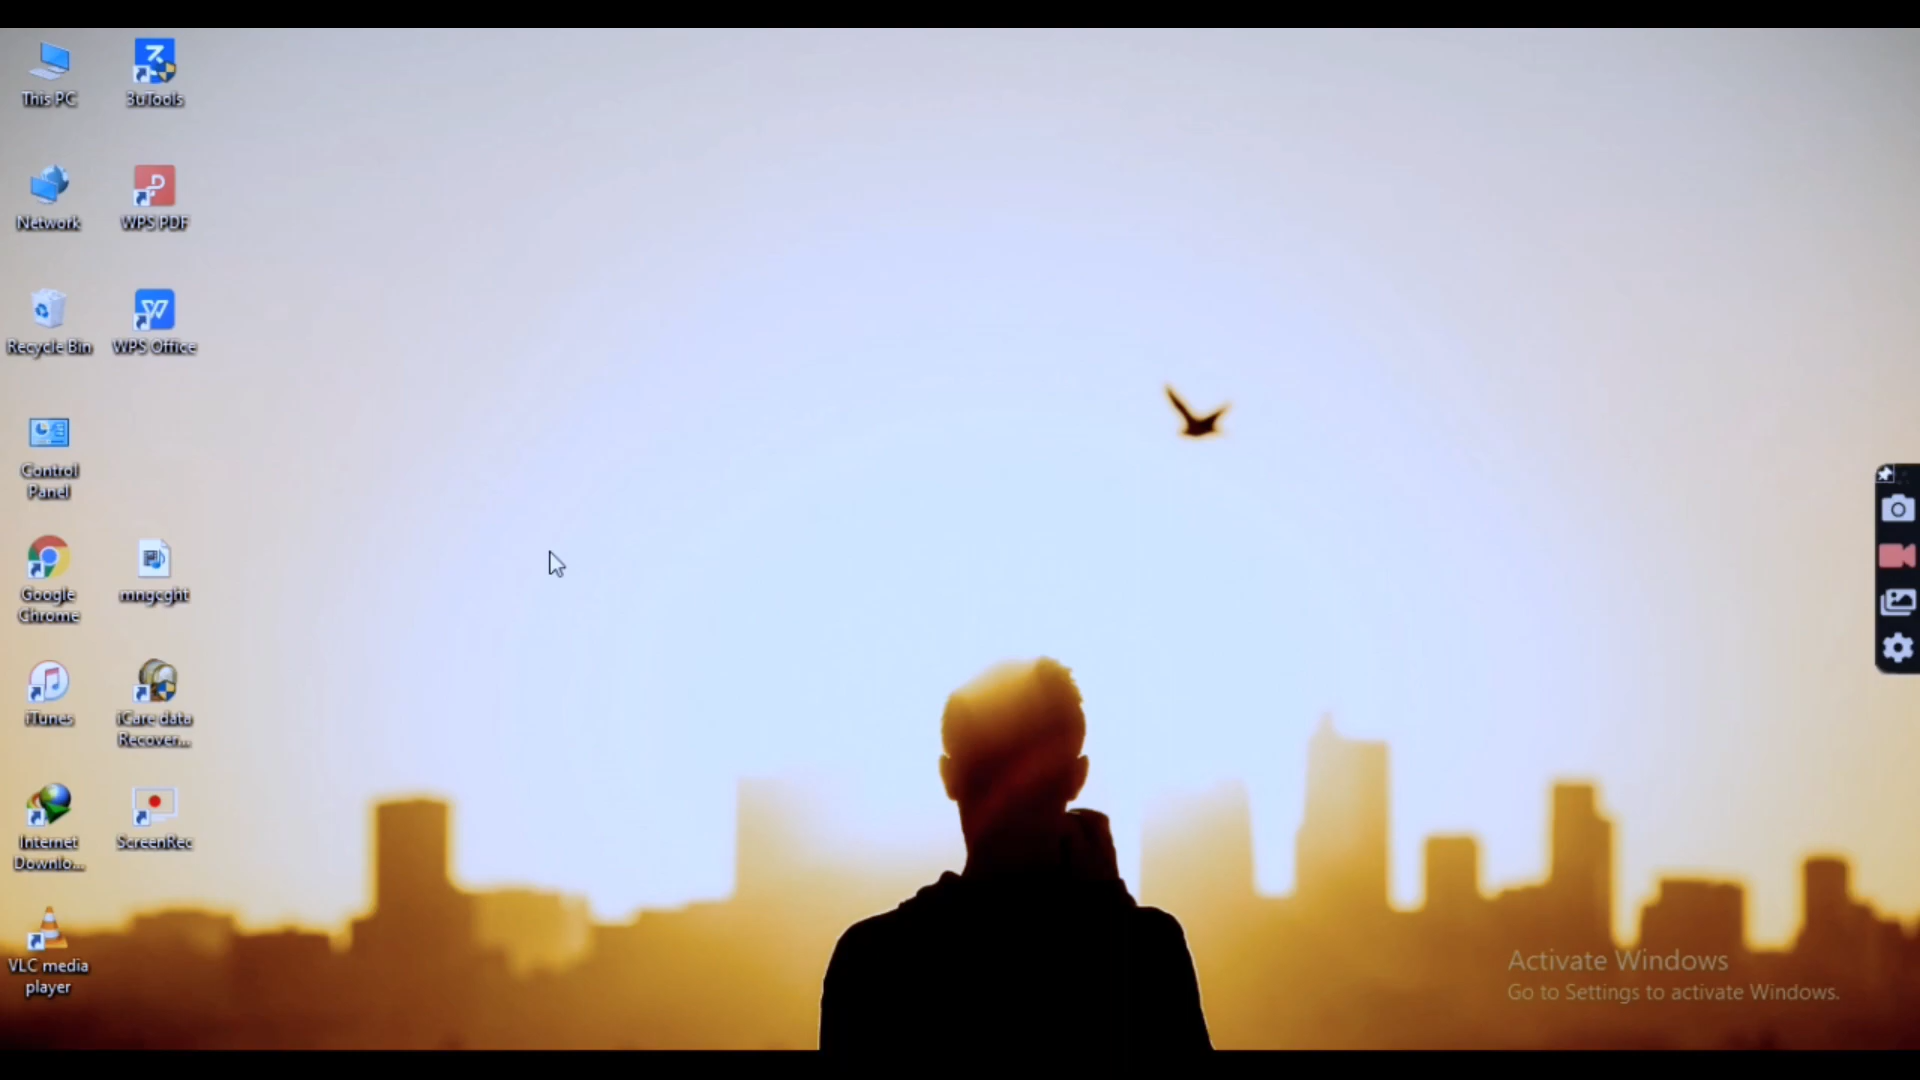 This PC
3uTools
Network
WPS PDF
Recycle Bin
WPS Office
Control
Panel
Google
Chrome
mngcght
iTunes
iCare data
Recover...
Internet
Downlo...
ScreenRec
VLC media
player
Activate Windows
Go to Settings to activate Windows.